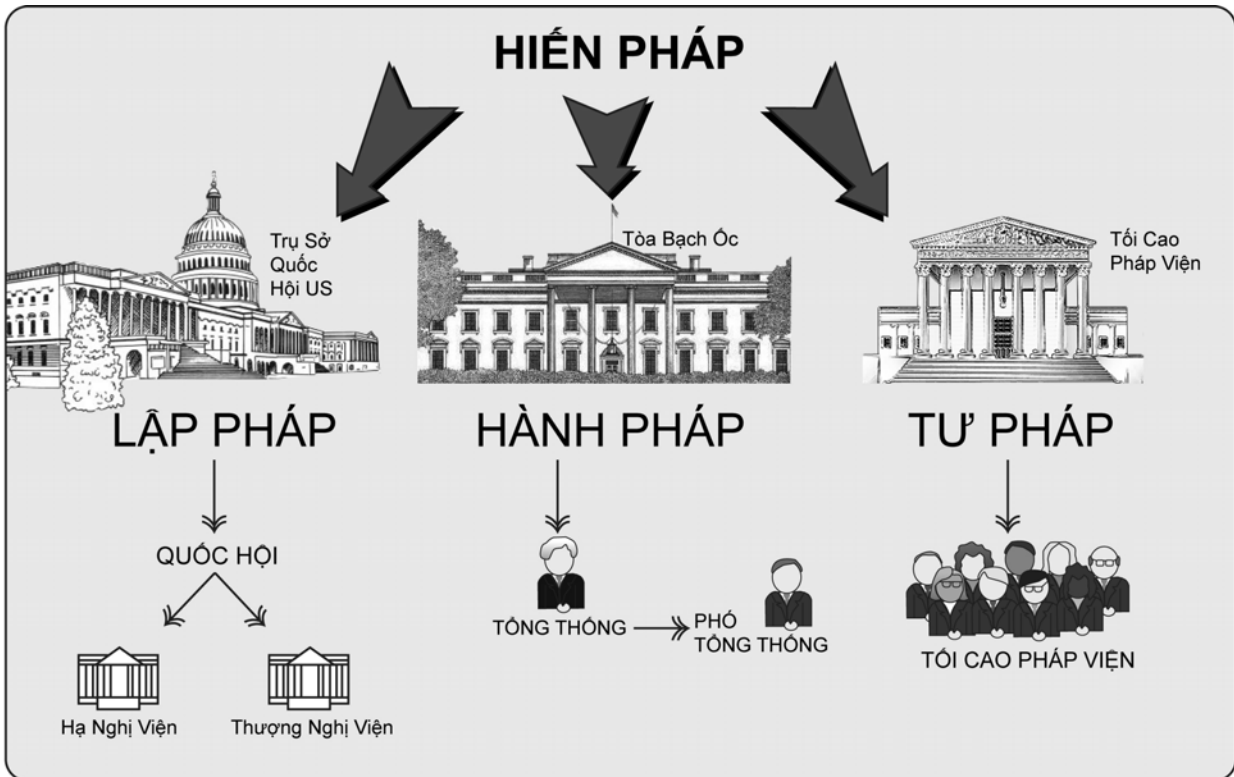 HIẾN PHÁP
Trụ Sở
Quốc
Hội US
Tòa Bạch Ốc
Tối Cao
Pháp Viện
LẬP PHÁP
HÀNH PHÁP
TƯ PHÁP
QUỐC HỘI
Hạ Nghị Viện
Thượng Nghị Viện
TỔNG THỐNG
PHÓ
TỔNG THỐNG
TỐI CAO PHÁP VIỆN